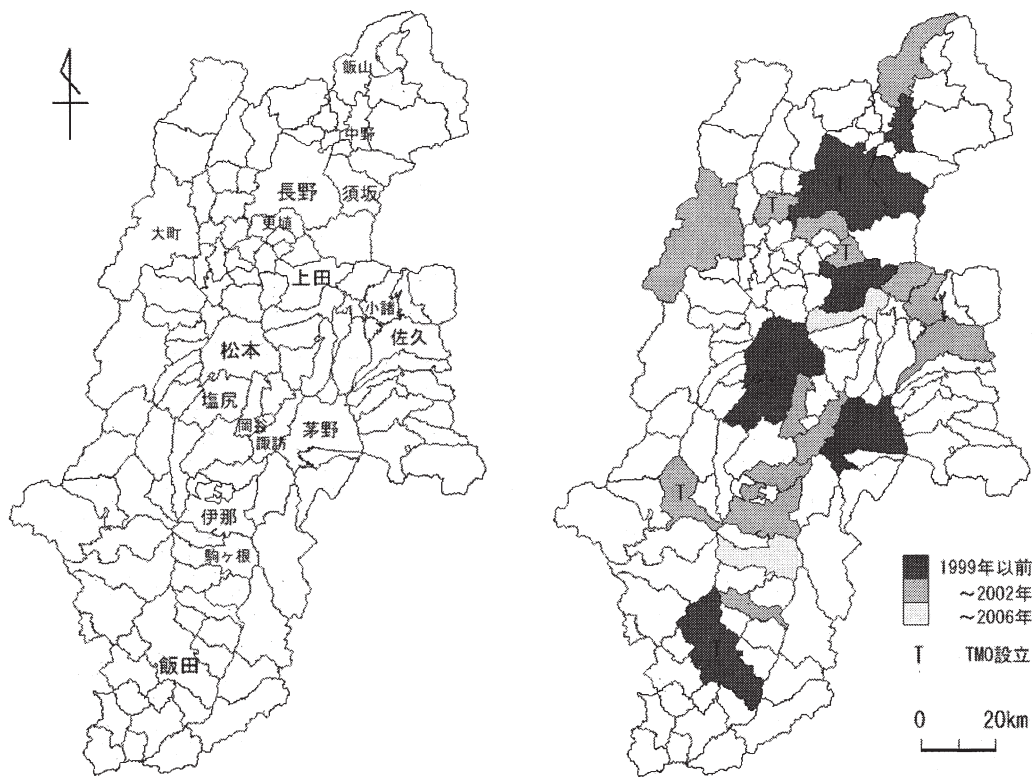 飯山
中野
長野
須坂
更埴
大町
上田
小諸
佐久
松本
塩尻
岡谷
諏訪
茅野
伊那
駒ヶ根
飯田
T
T
T
T
T
1999年以前
~2002年
~2006年
T TMO設立
0 20km